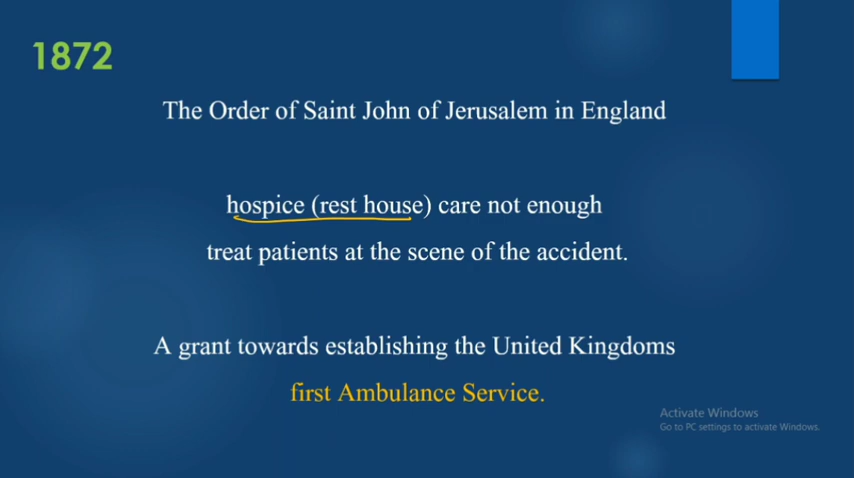 1872
The Order of Saint John of Jerusalem in England
hospice (rest house) care not enough
treat patients at the scene of the accident.
A grant towards establishing the United Kingdoms
first Ambulance Service.
Activate Windows
Go to PC settings to activate Windows.